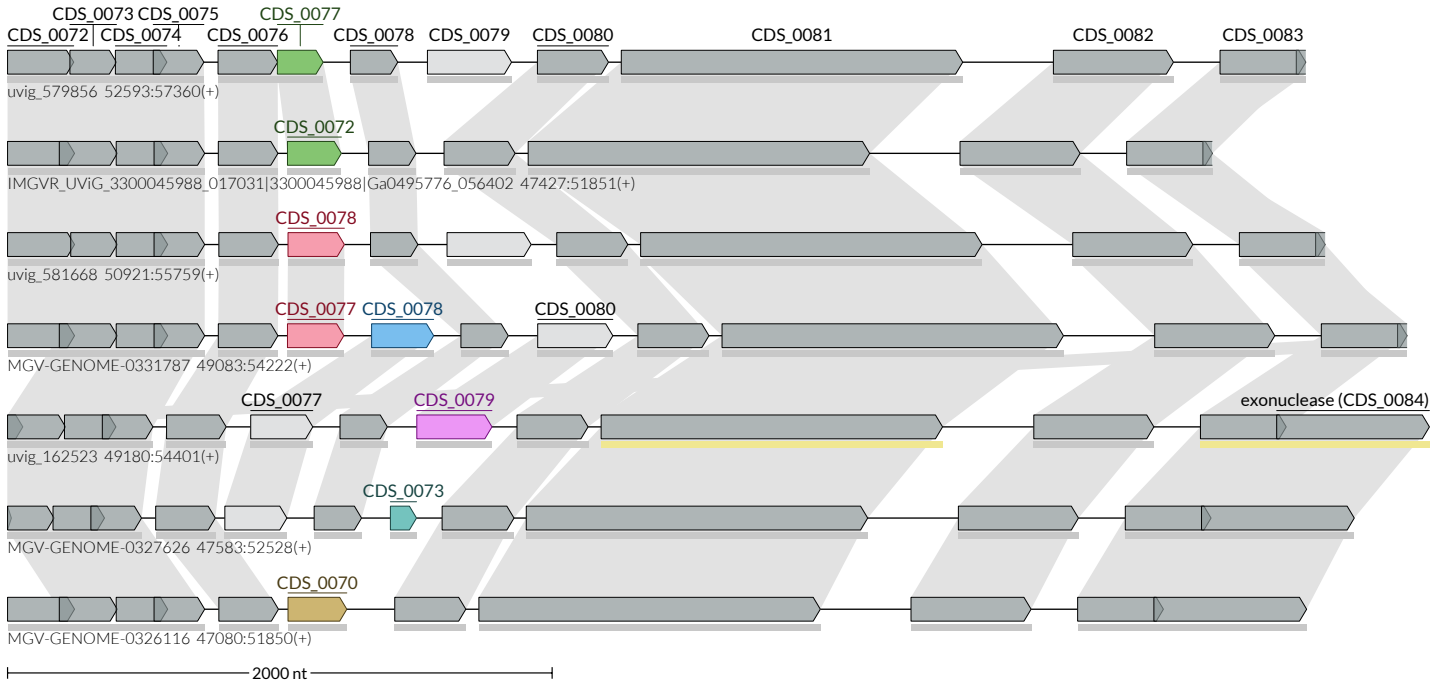 CDS_0073 CDS_0075 CDS_0077
CDS_0072 CDS_0074 CDS_0076 CDS_0078 CDS_0079 CDS_0080 CDS_0081 CDS_0082 CDS_0083
uvig_579856 52593:57360(+)
CDS_0072
IMGVR_UViG_3300045988_017031|3300045988|Ga0495776_056402 47427:51851(+)
CDS_0078
uvig_581668 50921:55759(+)
CDS_0077 CDS_0078 CDS_0080
MGV-GENOME-0331787 49083:54222(+)
CDS_0077 CDS_0079 exonuclease (CDS_0084)
uvig_162523 49180:54401(+)
CDS_0073
MGV-GENOME-0327626 47583:52528(+)
CDS_0070
MGV-GENOME-0326116 47080:51850(+)
2000 nt